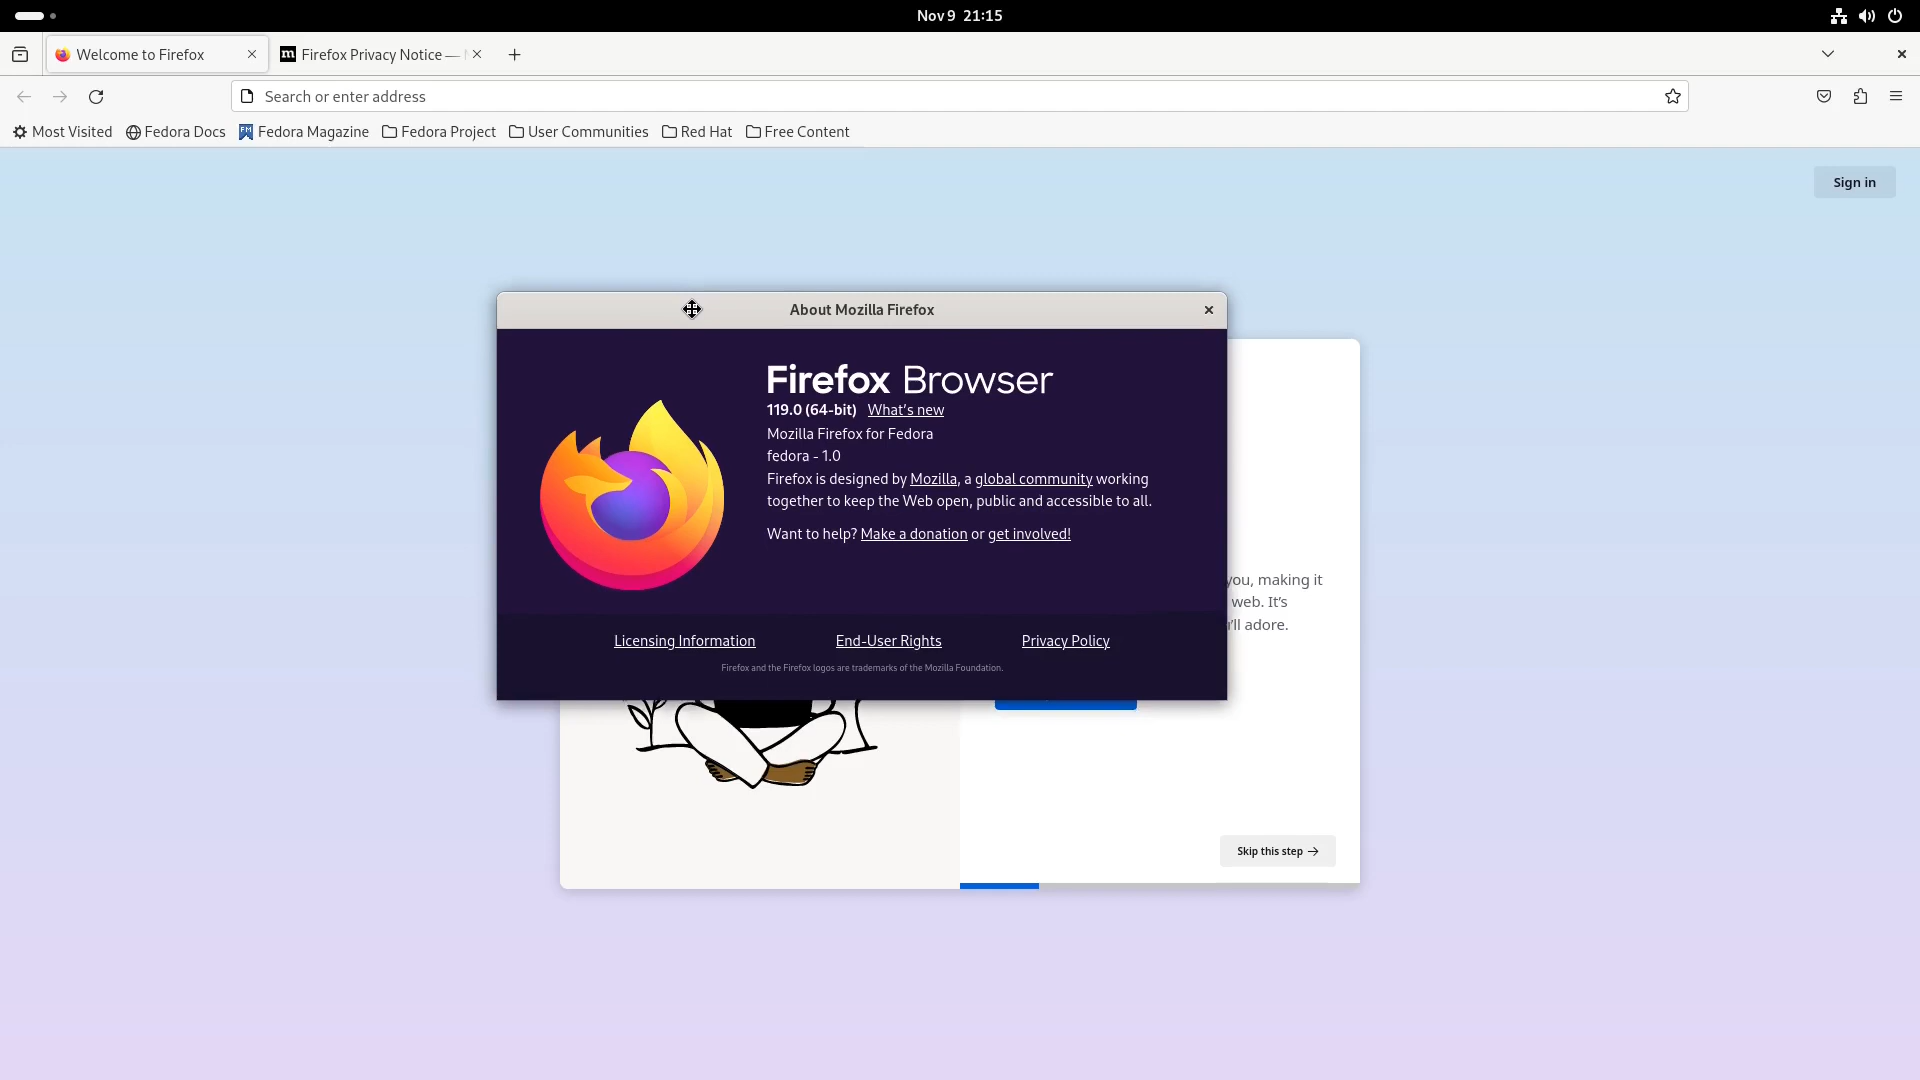 Nov 9 21:15
Welcome to Firefox
Firefox Privacy Notice —
Search or enter address
Most Visited
Fedora Docs
Fedora Magazine
Fedora Project
User Communities
Red Hat
Free Content
Sign in
About Mozilla Firefox
Firefox Browser
119.0 (64-bit) What's new
Mozilla Firefox for Fedora
fedora - 1.0
Firefox is designed by Mozilla, a global community working
together to keep the Web open, public and accessible to all.
Want to help? Make a donation or get involved!
Licensing Information
End-User Rights
Privacy Policy
Firefox and the Firefox logos are trademarks of the Mozilla Foundation.
you, making it
web. It’s
adore.
Skip this step